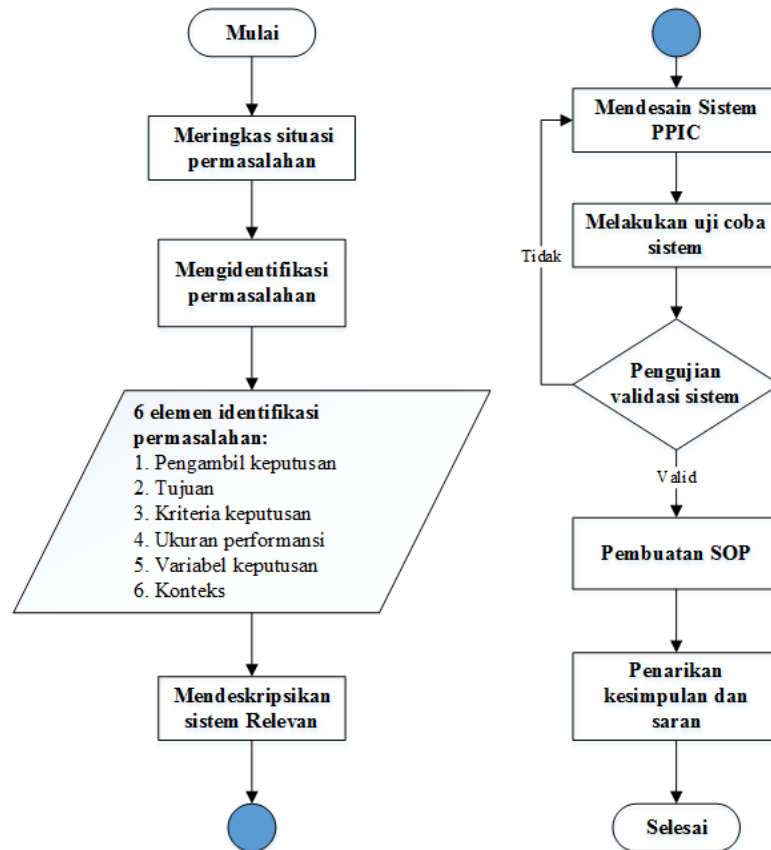 Mulai
Meringkas situasi
permasalahan
Mengidentifikasi
permasalahan
6 elemen identifikasi
permasalahan:
1. Pengambil keputusan
2. Tujuan
3. Kriteria keputusan
4. Ukuran performansi
5. Variabel keputusan
6. Konteks
Mendeskripsikan
sistem Relevan
Mendesain Sistem
PPIC
Melakukan uji coba
sistem
Tidak
Pengujian
validasi sistem
Valid
Pembuatan SOP
Penarikan
kesimpulan dan
saran
Selesai